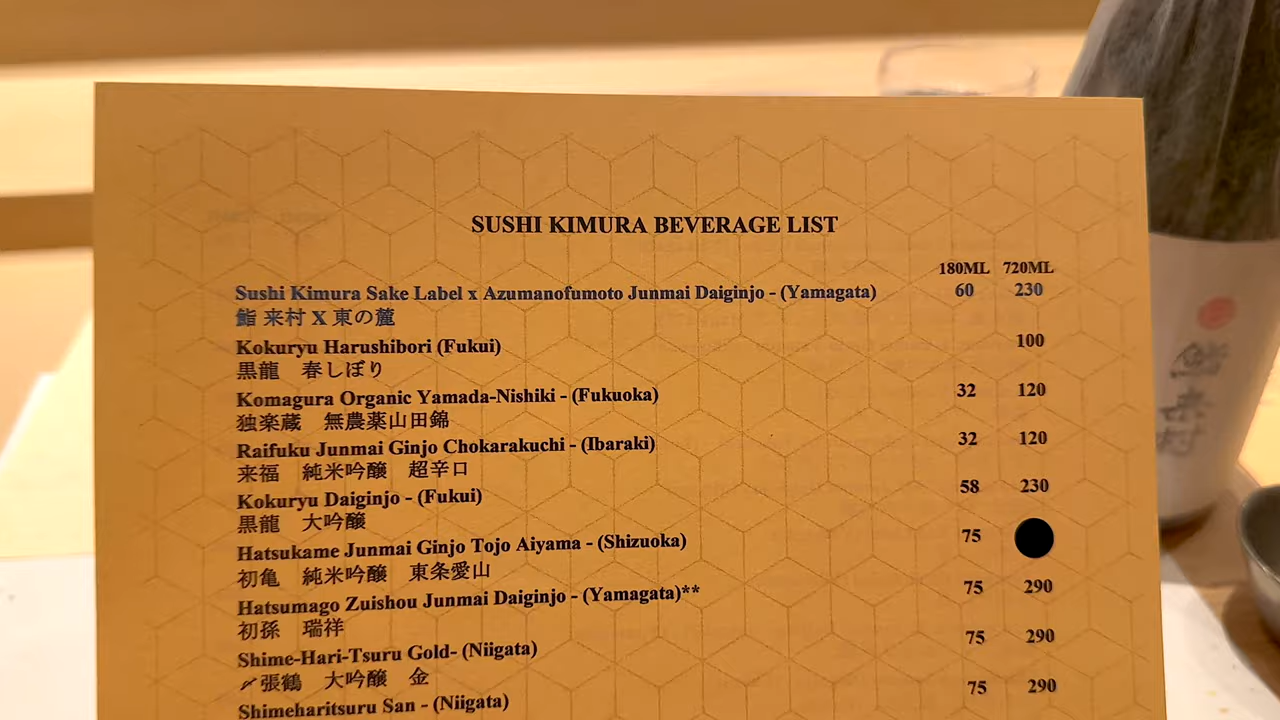 SUSHI KIMURA BEVERAGE LIST
180ML 720ML
Sushi Kimura Sake Label x Azumanofumoto Junmai Daiginjo - (Yamagata) 60 230
鮨 来村 X 東の麓
Kokuryu Harushibori (Fukui) 100
黒龍 春しぼり
Komagura Organic Yamada-Nishiki - (Fukuoka) 32 120
独楽蔵 無農薬山田錦
Raifuku Junmai Ginjo Chokarakuchi - (Ibaraki) 32 120
来福 純米吟醸 超辛口
Kokuryu Daiginjo - (Fukui) 58 230
黒龍 大吟醸
Hatsukame Junmai Ginjo Tojo Aiyama - (Shizuoka) 75
初亀 純米吟醸 東条愛山
Hatsumago Zuishou Junmai Daiginjo - (Yamagata)** 75 290
初孫 瑞祥
Shime-Hari-Tsuru Gold- (Niigata) 75 290
〆張鶴 大吟醸 金
Shimeharitsuru San - (Niigata) 75 290